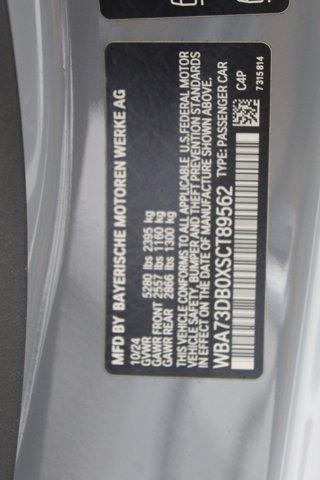 MFD BY BAYERISCHE MOTOREN WERKE AG
10/24
GVWR 5280 lbs 2395 kg
GAWR FRONT 2557 lbs 1160 kg
GAWR REAR 2866 lbs 1300 kg
THIS VEHICLE CONFORMS TO ALL APPLICABLE U.S.FEDERAL MOTOR
VEHICLE SAFETY, BUMPER AND THEFT PREVENTION STANDARDS
IN EFFECT ON THE DATE OF MANUFACTURE SHOWN ABOVE.
WBA73DB0XSCT89562
TYPE: PASSENGER CAR
C4P
7315814